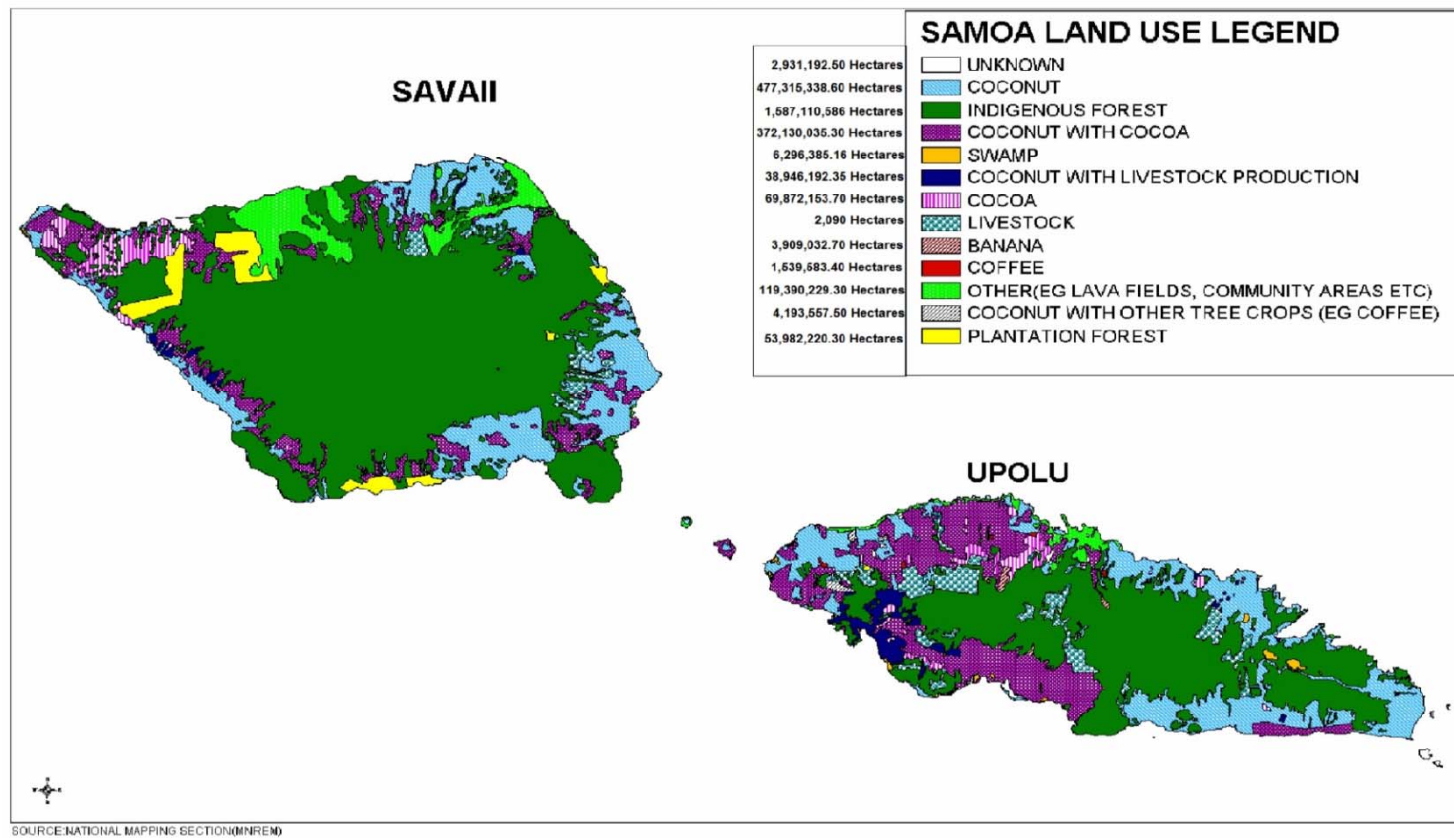 SAMOA LAND USE LEGEND
2,931,192.50 Hectares UNKNOWN
477,315,338.60 Hectares COCONUT
1,587,110,586 Hectares INDIGENOUS FOREST
372,130,035.30 Hectares COCONUT WITH COCOA
6,296,385.16 Hectares SWAMP
38,946,192.35 Hectares COCONUT WITH LIVESTOCK PRODUCTION
69,872,153.70 Hectares COCOA
2,090 Hectares LIVESTOCK
3,909,032.70 Hectares BANANA
1,539,683.40 Hectares COFFEE
119,390,229.30 Hectares OTHER(EG LAVA FIELDS, COMMUNITY AREAS ETC)
4,193,557.50 Hectares COCONUT WITH OTHER TREE CROPS (EG COFFEE)
53,982,220.30 Hectares PLANTATION FOREST
SAVAII
UPOLU
SOURCE:NATIONAL MAPPING SECTION(MNREM)